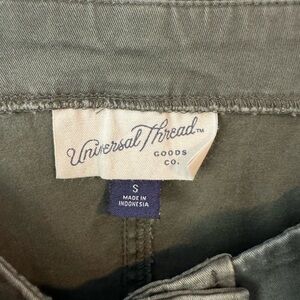 Universal Thread™
GOODS
CO.
S
MADE IN
INDONESIA